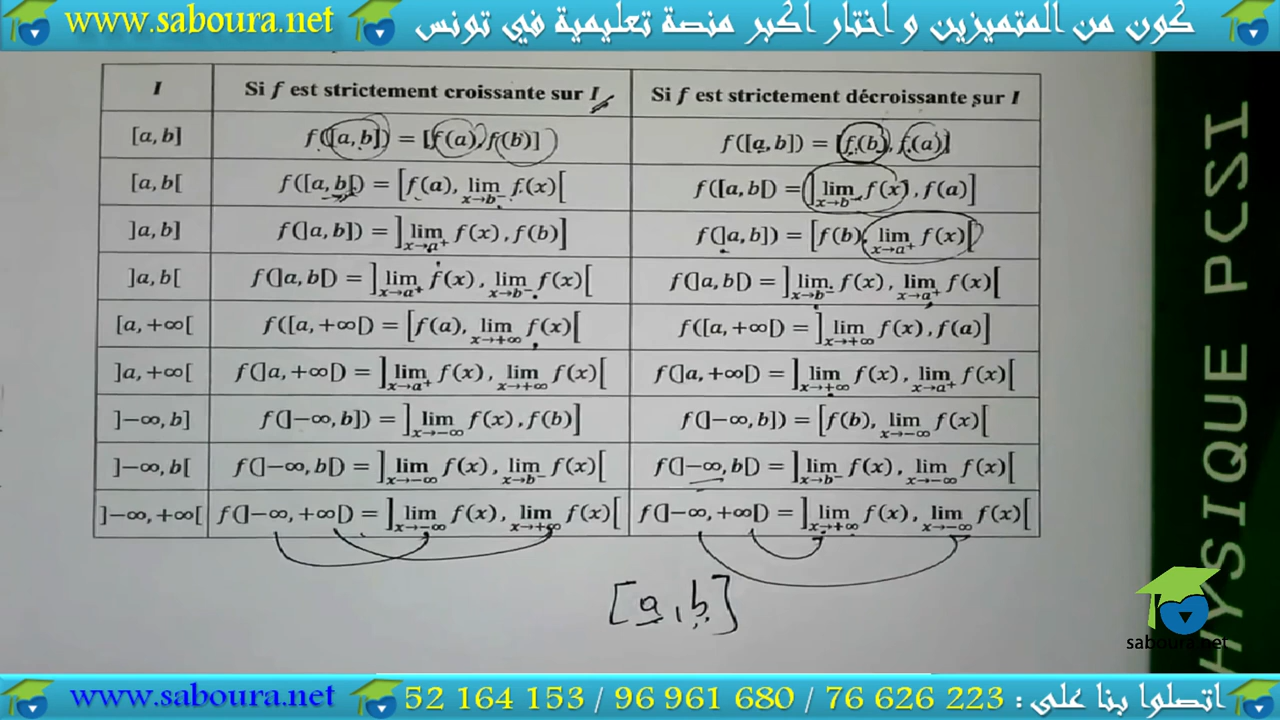 www.saboura.net كون من المتميزين و اختار اكبر منصة تعليمية في تونس
I Si f est strictement croissante sur I Si f est strictement décroissante sur I
[a, b] f([a, b]) = [f(a), f(b)] f([a, b]) = [f(b), f(a)]
[a, b[ f([a, b[) = [f(a), lim x→b⁻ f(x)[ f([a, b[) = ]lim x→b⁻ f(x), f(a)]
]a, b] f(]a, b]) = ]lim x→a⁺ f(x), f(b)] f(]a, b]) = [f(b), lim x→a⁺ f(x)[
]a, b[ f(]a, b[) = ]lim x→a⁺ f(x), lim x→b⁻ f(x)[ f(]a, b[) = ]lim x→b⁻ f(x), lim x→a⁺ f(x)[
[a, +∞[ f([a, +∞[) = [f(a), lim x→+∞ f(x)[ f([a, +∞[) = ]lim x→+∞ f(x), f(a)]
]a, +∞[ f(]a, +∞[) = ]lim x→a⁺ f(x), lim x→+∞ f(x)[ f(]a, +∞[) = ]lim x→+∞ f(x), lim x→a⁺ f(x)[
]−∞, b] f(]−∞, b]) = ]lim x→−∞ f(x), f(b)] f(]−∞, b]) = [f(b), lim x→−∞ f(x)[
]−∞, b[ f(]−∞, b[) = ]lim x→−∞ f(x), lim x→b⁻ f(x)[ f(]−∞, b[) = ]lim x→b⁻ f(x), lim x→−∞ f(x)[
]−∞, +∞[ f(]−∞, +∞[) = ]lim x→−∞ f(x), lim x→+∞ f(x)[ f(]−∞, +∞[) = ]lim x→+∞ f(x), lim x→−∞ f(x)[
[a, b]
HYSIQUE PCSI
saboura.net
www.saboura.net اتصلوا بنا على : 52 164 153 / 96 961 680 / 76 626 223